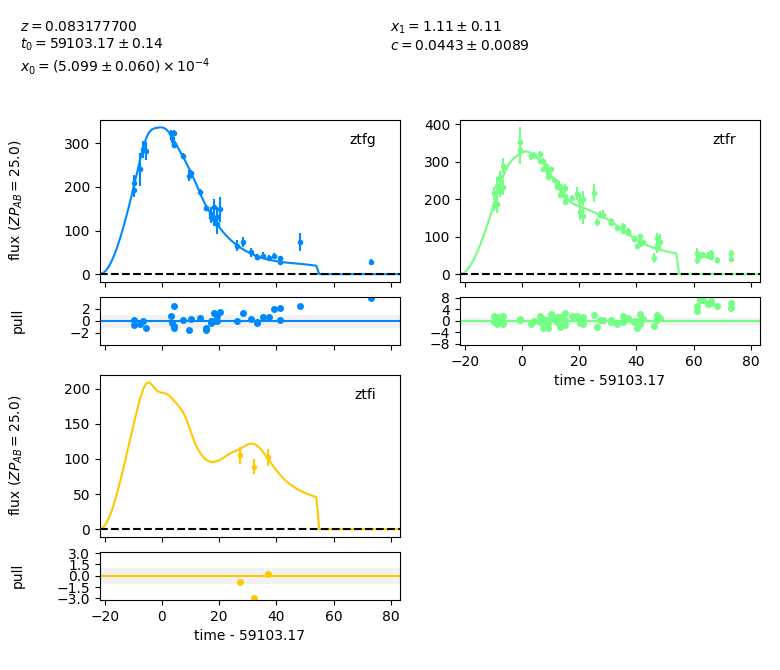 z = 0.083177700
t₀ = 59103.17 ± 0.14
x₀ = (5.099 ± 0.060) × 10⁻⁴
x₁ = 1.11 ± 0.11
c = 0.0443 ± 0.0089
flux (ZP_AB = 25.0)
300
200
100
0
ztfg
400
300
200
100
0
ztfr
pull
2
0
−2
8
4
0
−4
−8
−20 0 20 40 60 80
time - 59103.17
flux (ZP_AB = 25.0)
200
150
100
50
0
ztfi
pull
3.0
1.5
0.0
−1.5
−3.0
−20 0 20 40 60 80
time - 59103.17